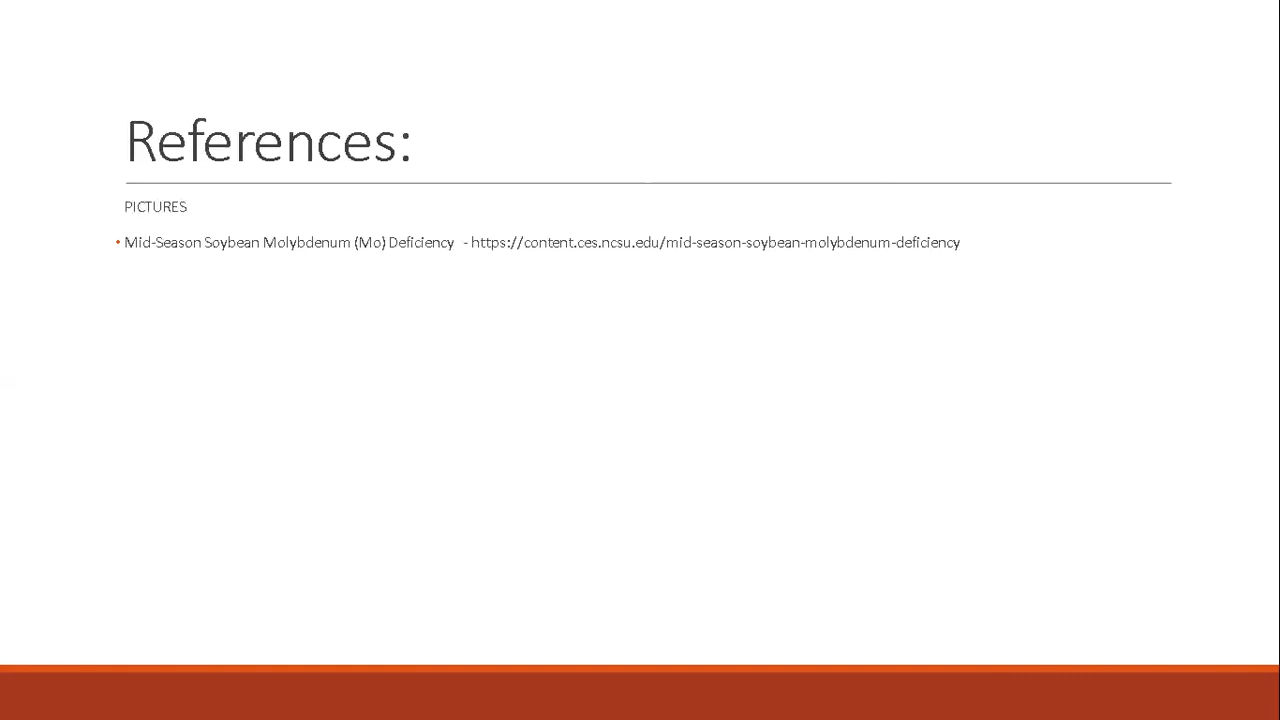 References:
PICTURES
• Mid-Season Soybean Molybdenum (Mo) Deficiency - https://content.ces.ncsu.edu/mid-season-soybean-molybdenum-deficiency